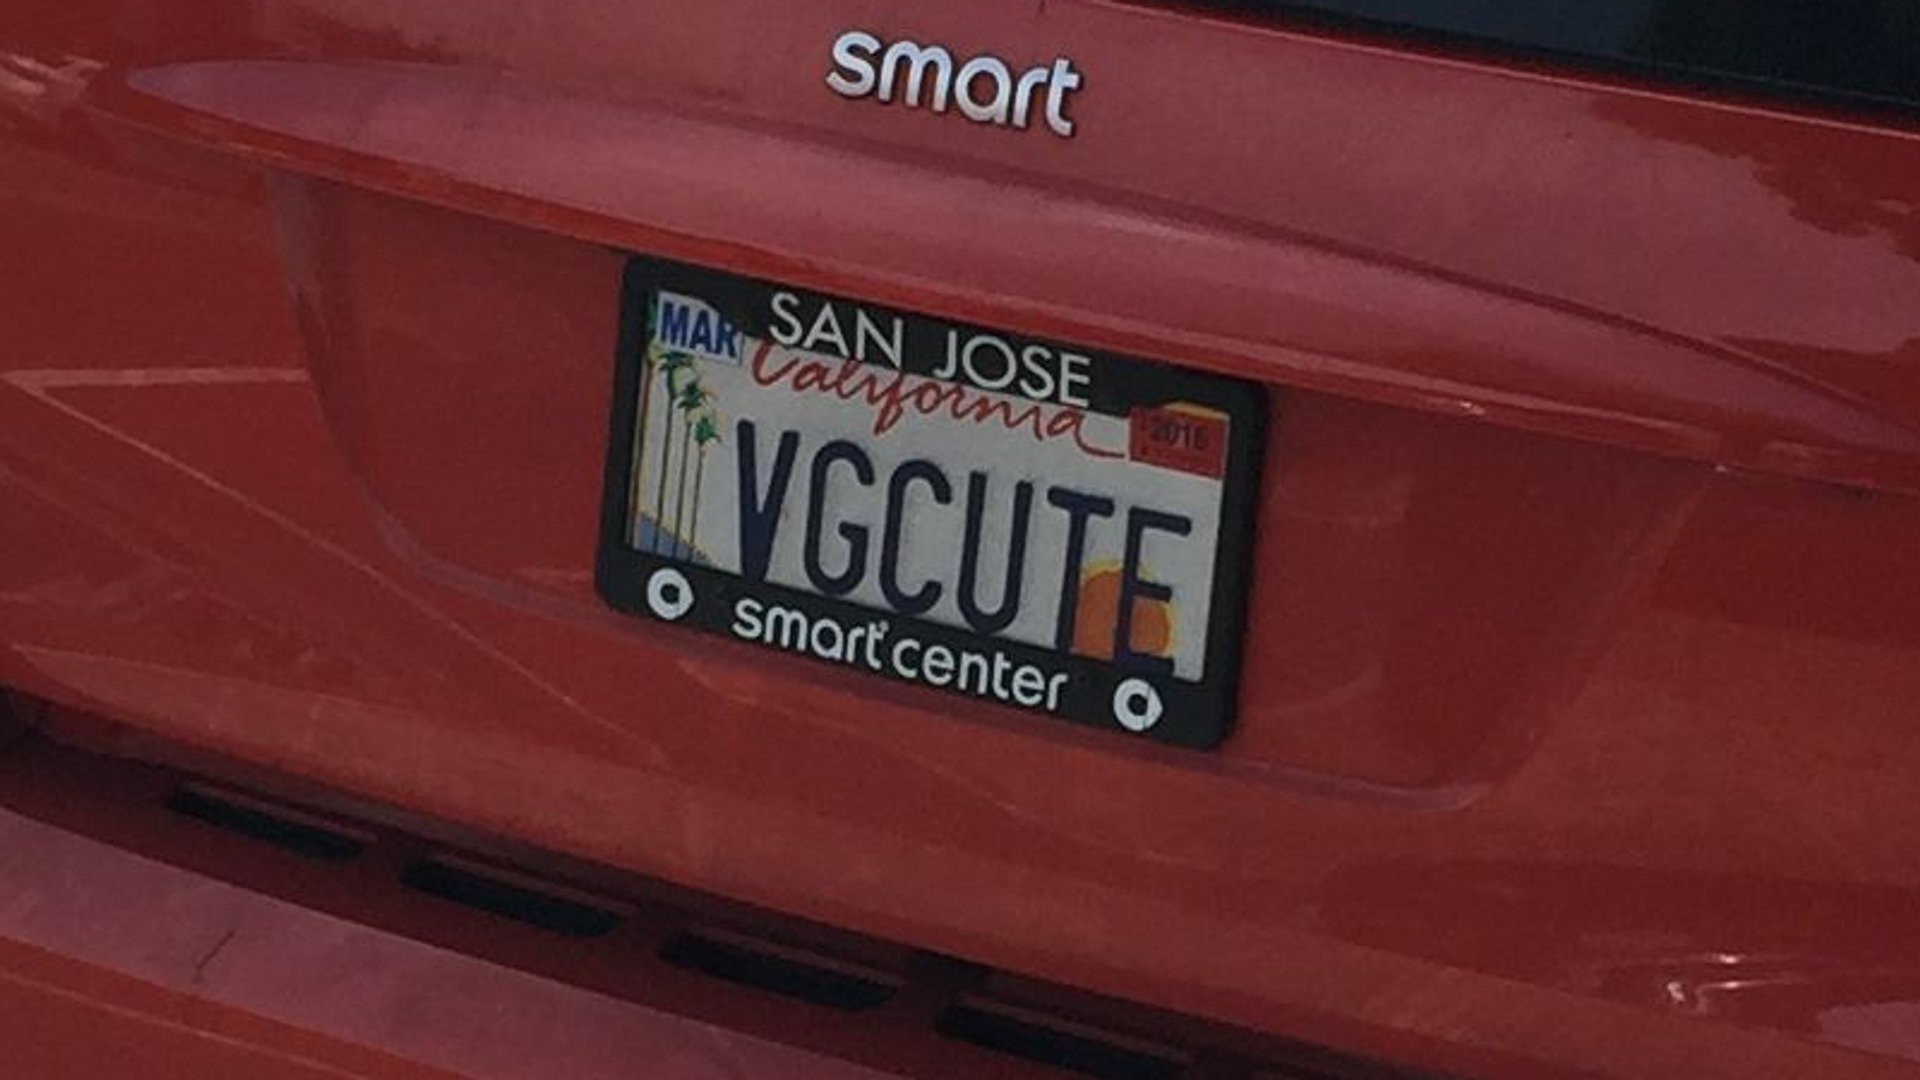 smart
SAN JOSE
MAR
California
2016
VGCUTE
smart center